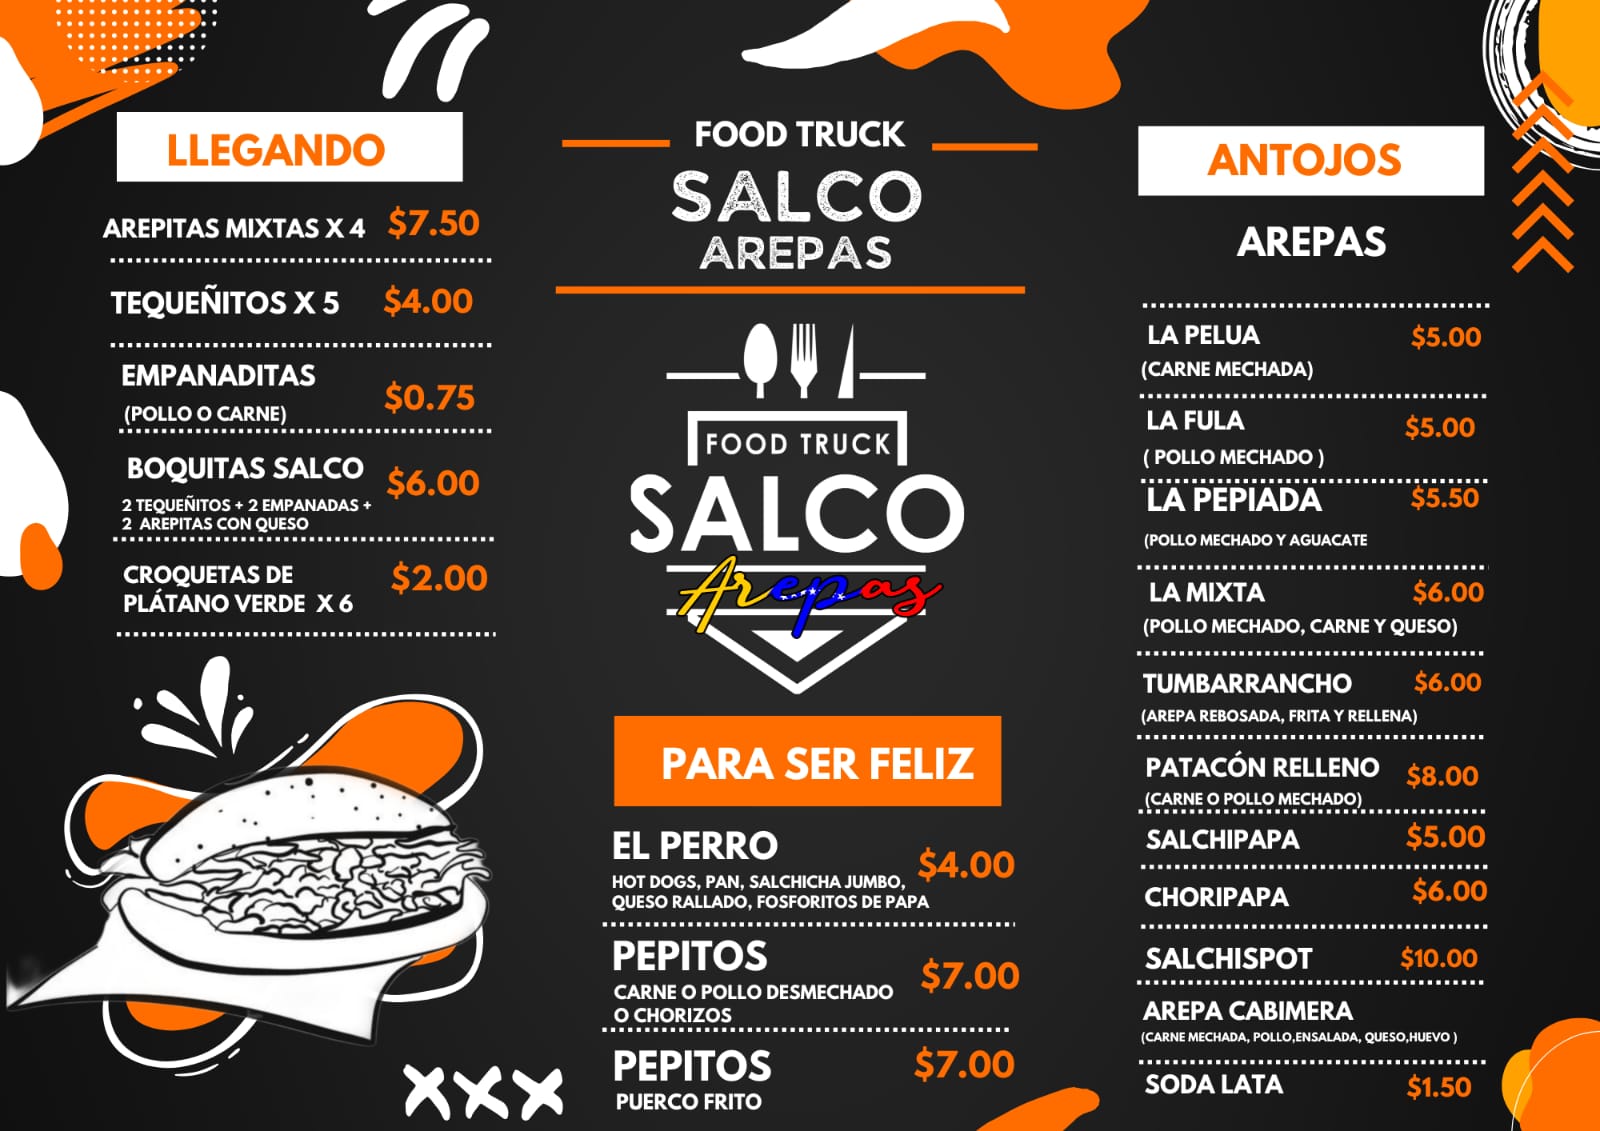 LLEGANDO
AREPITAS MIXTAS X 4 $7.50
TEQUEÑITOS X 5 $4.00
EMPANADITAS
(POLLO O CARNE) $0.75
BOQUITAS SALCO $6.00
2 TEQUEÑITOS + 2 EMPANADAS +
2 AREPITAS CON QUESO
CROQUETAS DE $2.00
PLÁTANO VERDE X 6
FOOD TRUCK
SALCO
AREPAS
FOOD TRUCK
SALCO
Arepas
PARA SER FELIZ
EL PERRO $4.00
HOT DOGS, PAN, SALCHICHA JUMBO,
QUESO RALLADO, FOSFORITOS DE PAPA
PEPITOS $7.00
CARNE O POLLO DESMECHADO
O CHORIZOS
PEPITOS $7.00
PUERCO FRITO
ANTOJOS
AREPAS
LA PELUA $5.00
(CARNE MECHADA)
LA FULA $5.00
( POLLO MECHADO )
LA PEPIADA $5.50
(POLLO MECHADO Y AGUACATE
LA MIXTA $6.00
(POLLO MECHADO, CARNE Y QUESO)
TUMBARRANCHO $6.00
(AREPA REBOSADA, FRITA Y RELLENA)
PATACÓN RELLENO $8.00
(CARNE O POLLO MECHADO)
SALCHIPAPA $5.00
CHORIPAPA $6.00
SALCHISPOT $10.00
AREPA CABIMERA
(CARNE MECHADA, POLLO,ENSALADA, QUESO,HUEVO )
SODA LATA $1.50